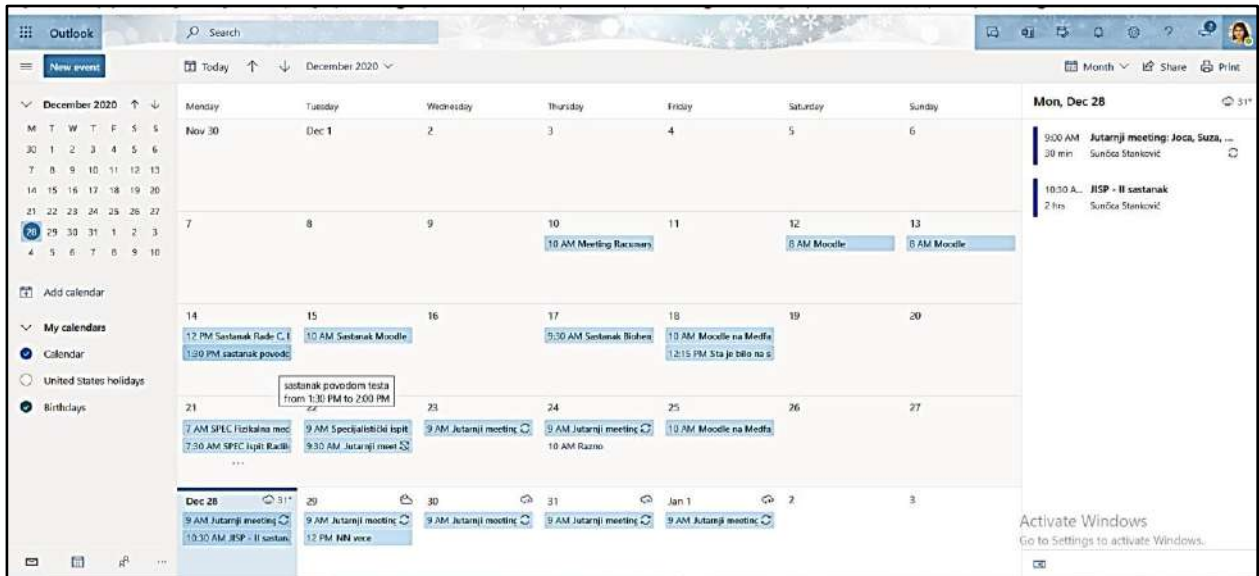 Outlook
Search
New event
Today
December 2020
Month
Share
Print
December 2020
M T W T F S S
30 1 2 3 4 5 6
7 8 9 10 11 12 13
14 15 16 17 18 19 20
21 22 23 24 25 26 27
28 29 30 31 1 2 3
4 5 6 7 8 9 10
Add calendar
My calendars
Calendar
United States holidays
Birthdays
Monday Tuesday Wednesday Thursday Friday Saturday Sunday
Nov 30 Dec 1 2 3 4 5 6
7 8 9 10 11 12 13
10 AM Meeting Racunars
8 AM Moodle
8 AM Moodle
14 15 16 17 18 19 20
12 PM Sastanak Rade C, 10 AM Sastanak Moodle 9:30 AM Sastanak 10 AM Moodle na Medfa
1:30 PM sastanak povodo 12:15 PM Sta je bilo na s
sastanak povodom testa
from 1:30 PM to 2:00 PM
21 22 23 24 25 26 27
7 AM SPEC Fizikalna med 9 AM Specijalistički ispit 9 AM Jutarnji meeting 9 AM Jutarnji meeting 10 AM Moodle na Medfa
7:30 AM SPEC ispit 9:30 AM Jutarnji meet 10 AM Razno
...
Dec 28 31° 29 30 31 Jan 1 2 3
9 AM Jutarnji meeting 9 AM Jutarnji meeting 9 AM Jutarnji meeting 9 AM Jutarnji meeting 9 AM Jutarnji meeting
10:30 AM JISP - II sastan 12 PM NN vece
Mon, Dec 28 31°
9:00 AM Jutarnji meeting: Joca, Suza, ...
30 min Sunčica Stanković
10:30 A... JISP - II sastanak
2 hrs Sunčica Stanković
Activate Windows
Go to Settings to activate Windows.